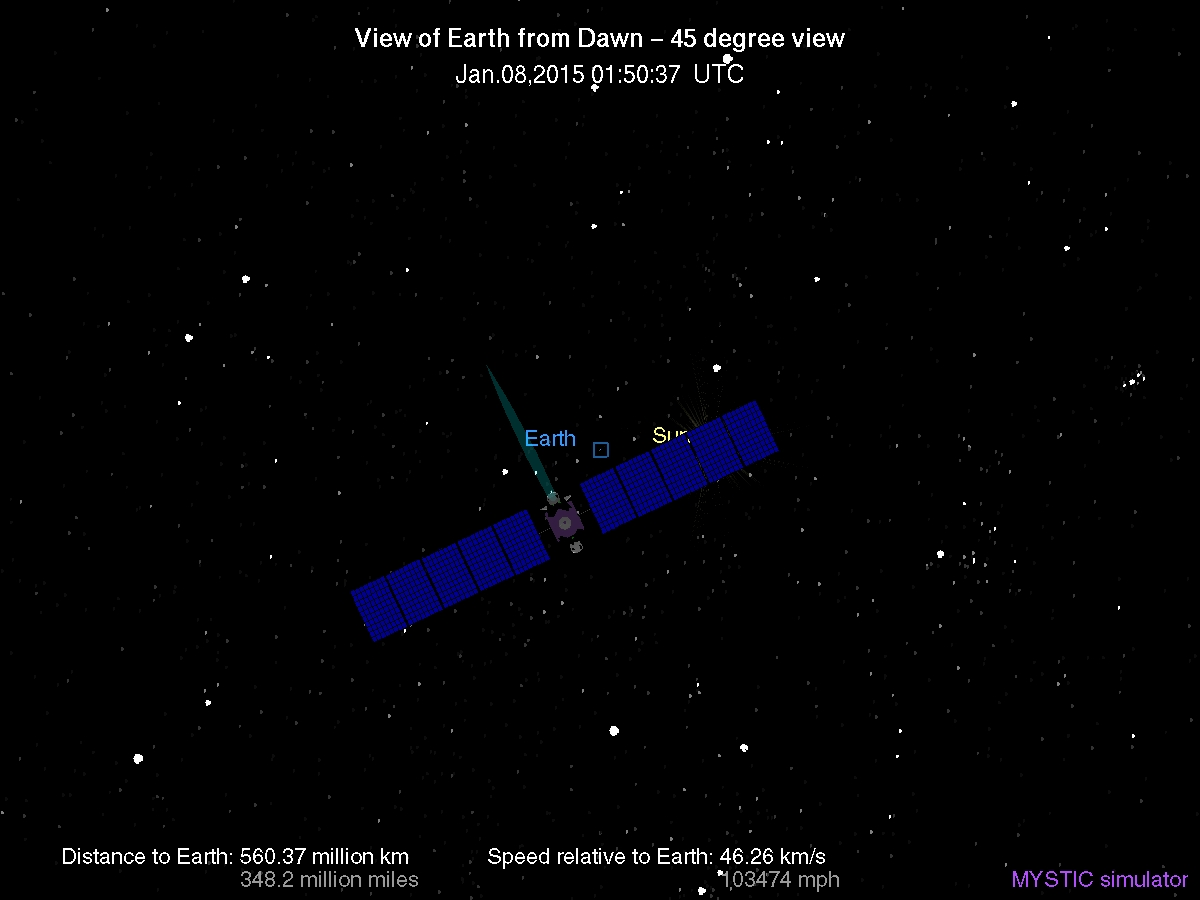 View of Earth from Dawn – 45 degree view
Jan.08,2015 01:50:37 UTC
Earth
Sun
Distance to Earth: 560.37 million km
348.2 million miles
Speed relative to Earth: 46.26 km/s
103474 mph
MYSTIC simulator